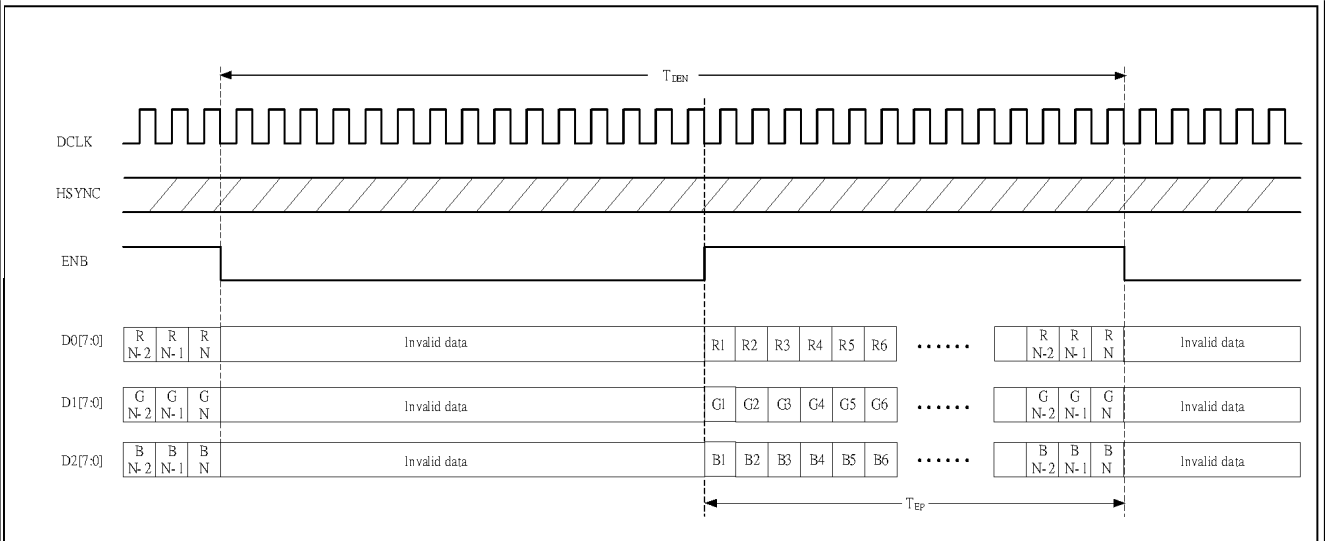 TDEN
DCLK
HSYNC
ENB
D0[7:0] R N-2 R N-1 R N Invalid data R1 R2 R3 R4 R5 R6 ...... R N-2 R N-1 R N Invalid data
D1[7:0] G N-2 G N-1 G N Invalid data G1 G2 G3 G4 G5 G6 ...... G N-2 G N-1 G N Invalid data
D2[7:0] B N-2 B N-1 B N Invalid data B1 B2 B3 B4 B5 B6 ...... B N-2 B N-1 B N Invalid data
TEP